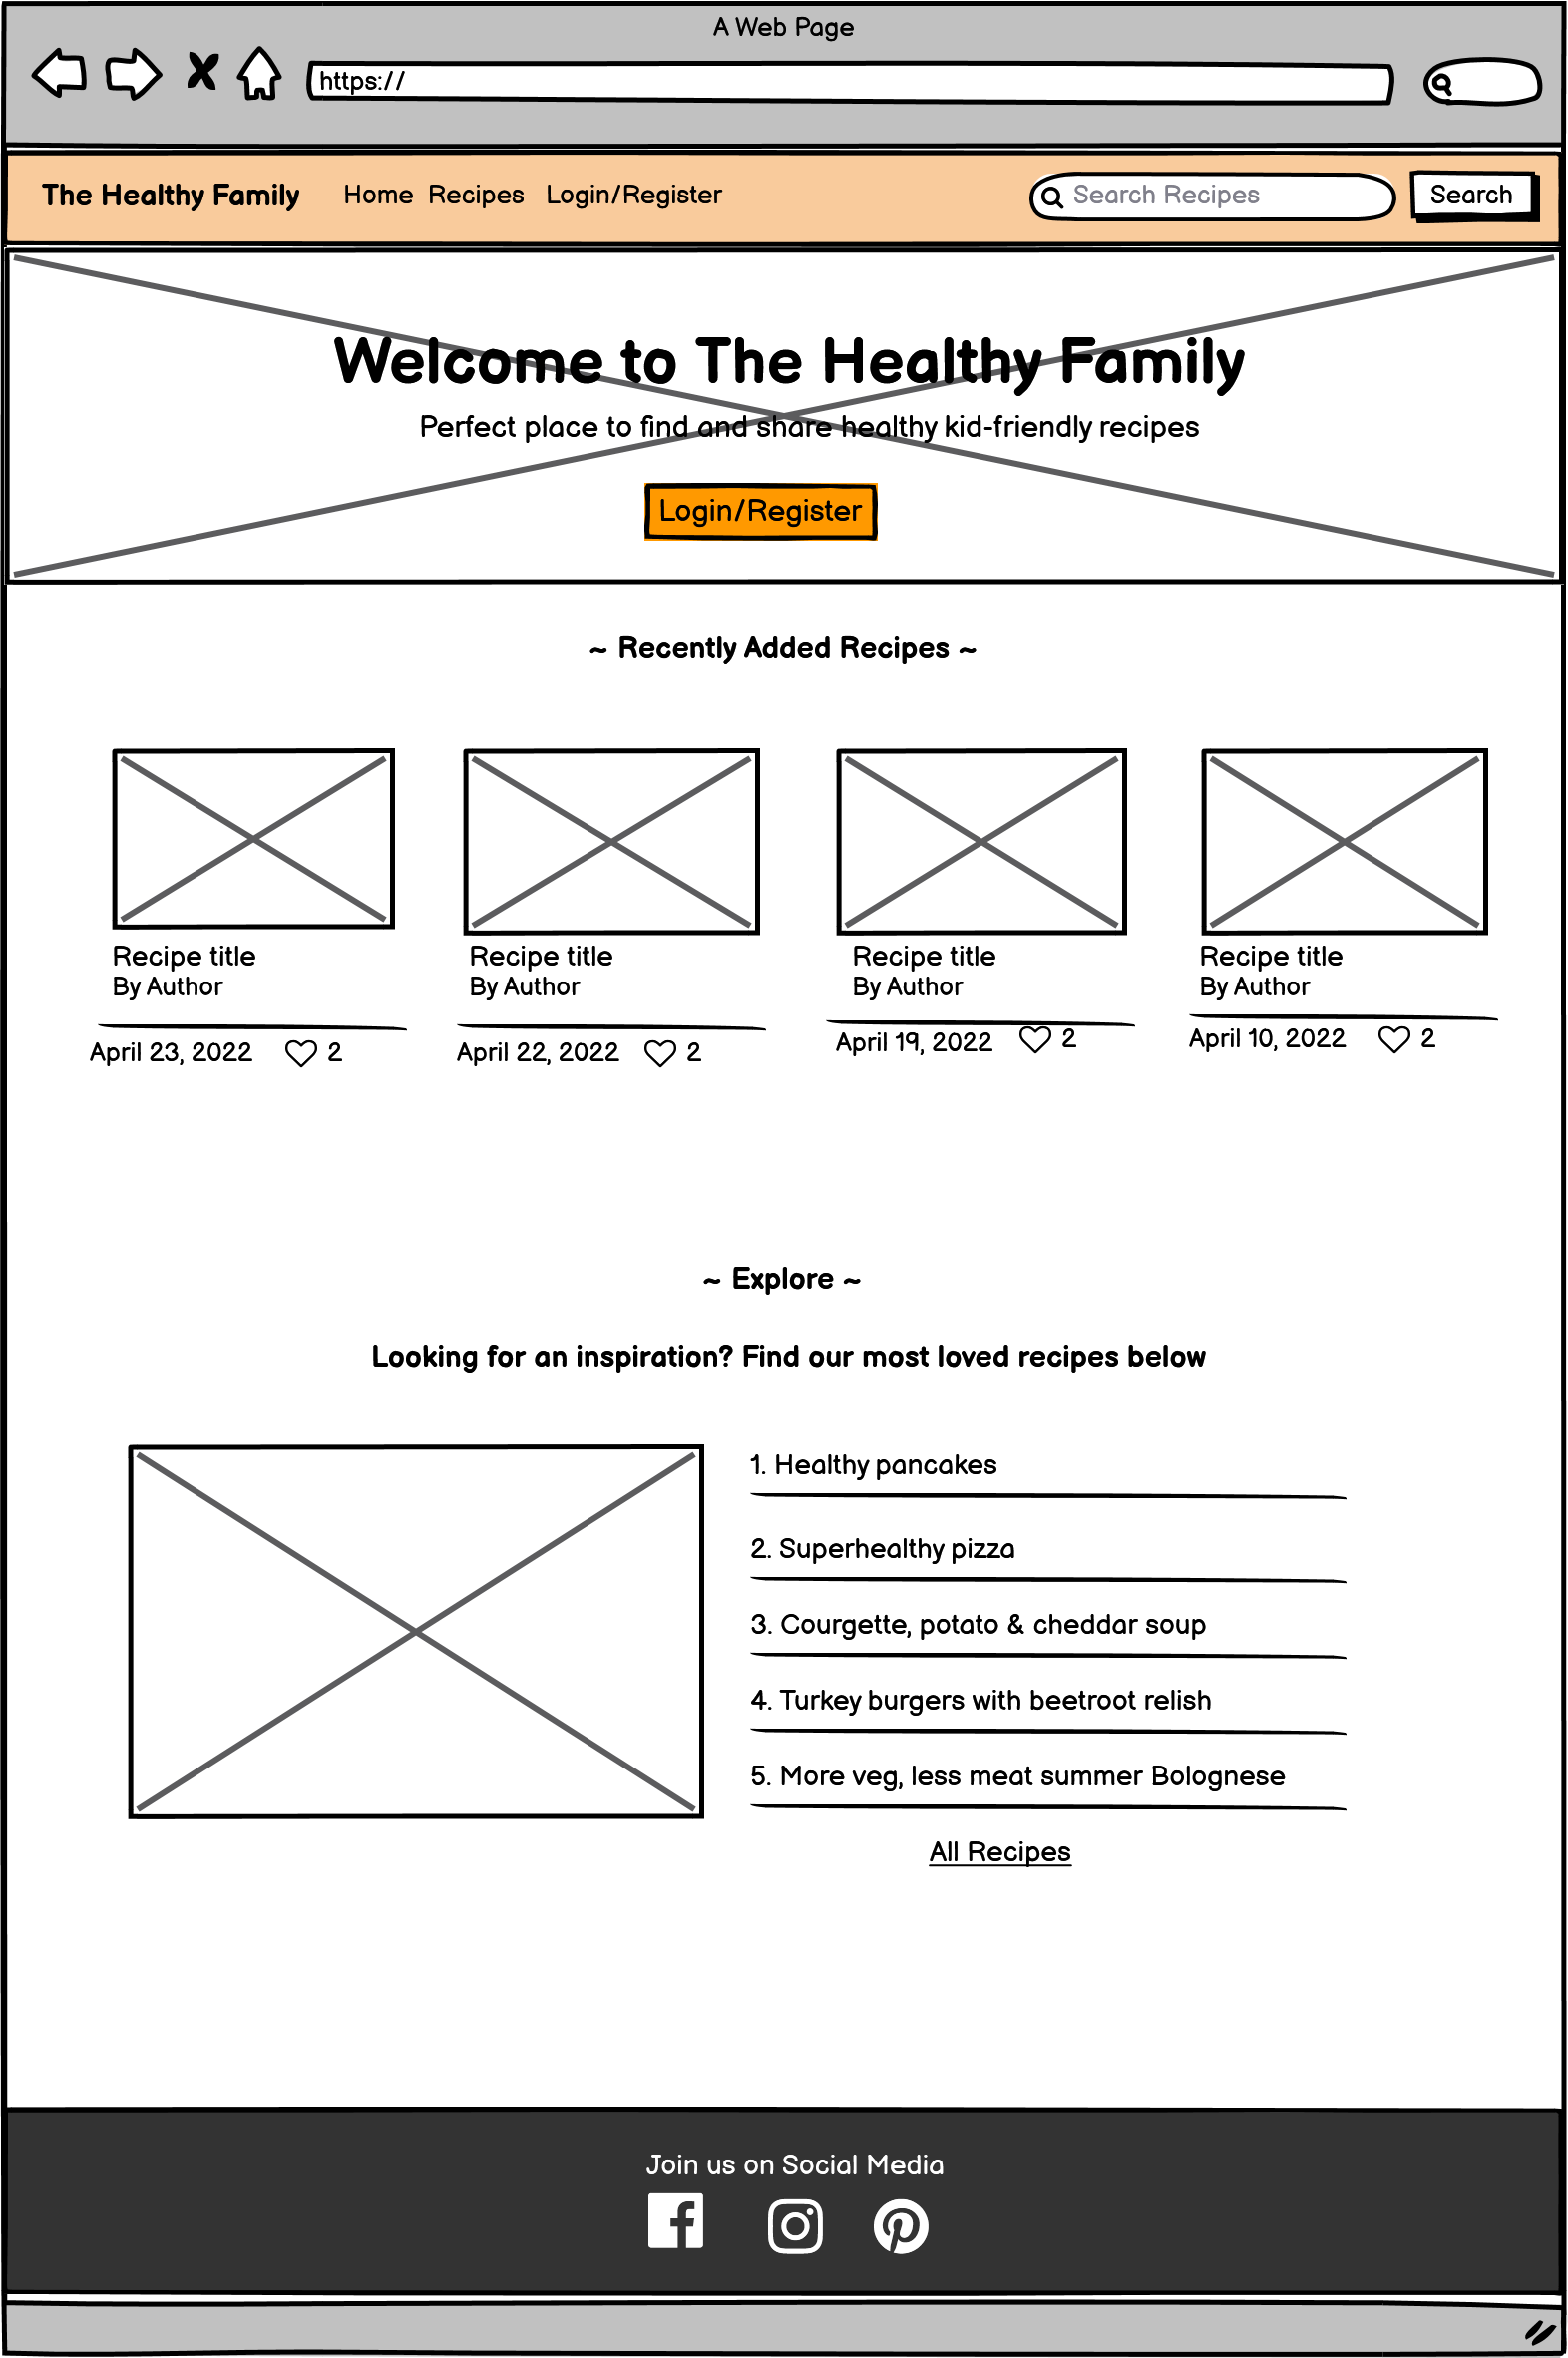 A Web Page
https://
The Healthy Family Home Recipes Login/Register Search Recipes Search
Welcome to The Healthy Family
Perfect place to find and share healthy kid-friendly recipes
Login/Register
~ Recently Added Recipes ~
Recipe title Recipe title Recipe title Recipe title
By Author By Author By Author By Author
April 23, 2022 2 April 22, 2022 2 April 19, 2022 2 April 10, 2022 2
~ Explore ~
Looking for an inspiration? Find our most loved recipes below
1. Healthy pancakes
2. Superhealthy pizza
3. Courgette, potato & cheddar soup
4. Turkey burgers with beetroot relish
5. More veg, less meat summer Bolognese
All Recipes
Join us on Social Media